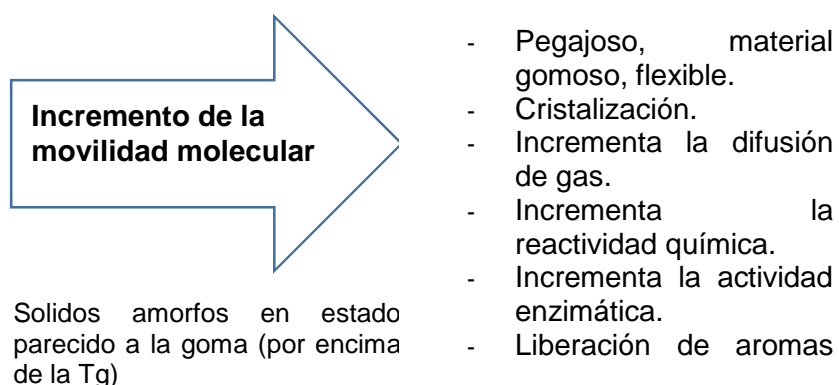 Incremento de la
movilidad molecular
Solidos amorfos en estado
parecido a la goma (por encima
de la Tg)
- Pegajoso, material
gomoso, flexible.
- Cristalización.
- Incrementa la difusión
de gas.
- Incrementa la
reactividad química.
- Incrementa la actividad
enzimática.
- Liberación de aromas